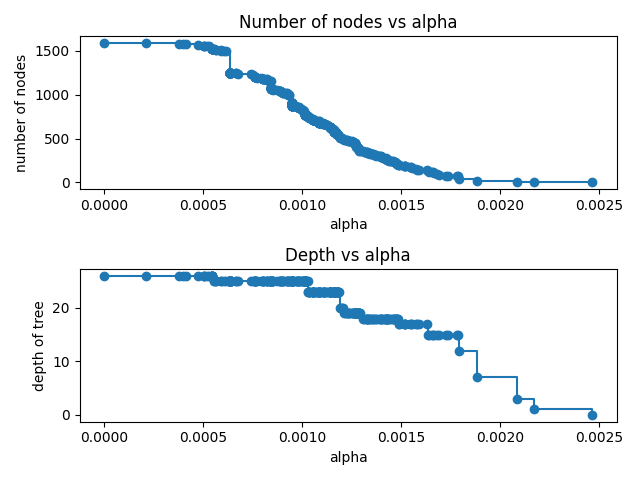 Number of nodes vs alpha
number of nodes
1500
1000
500
0
0.0000 0.0005 0.0010 0.0015 0.0020 0.0025
alpha
Depth vs alpha
depth of tree
20
10
0
0.0000 0.0005 0.0010 0.0015 0.0020 0.0025
alpha